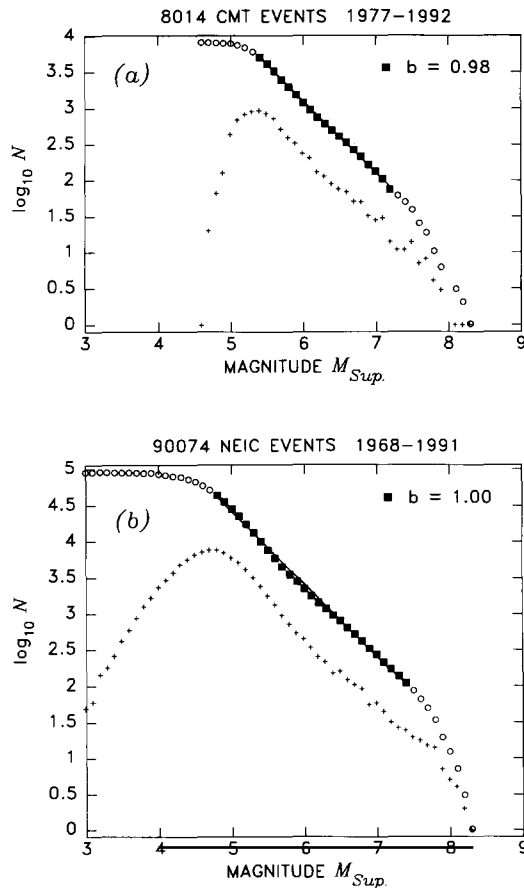 8014 CMT EVENTS 1977-1992
(a)
■ b = 0.98
log₁₀ N
4
3.5
3
2.5
2
1.5
1
0.5
0
3 4 5 6 7 8 9
MAGNITUDE M_Sup.
90074 NEIC EVENTS 1968-1991
(b)
■ b = 1.00
log₁₀ N
5
4.5
4
3.5
3
2.5
2
1.5
1
0.5
0
3 4 5 6 7 8 9
MAGNITUDE M_Sup.